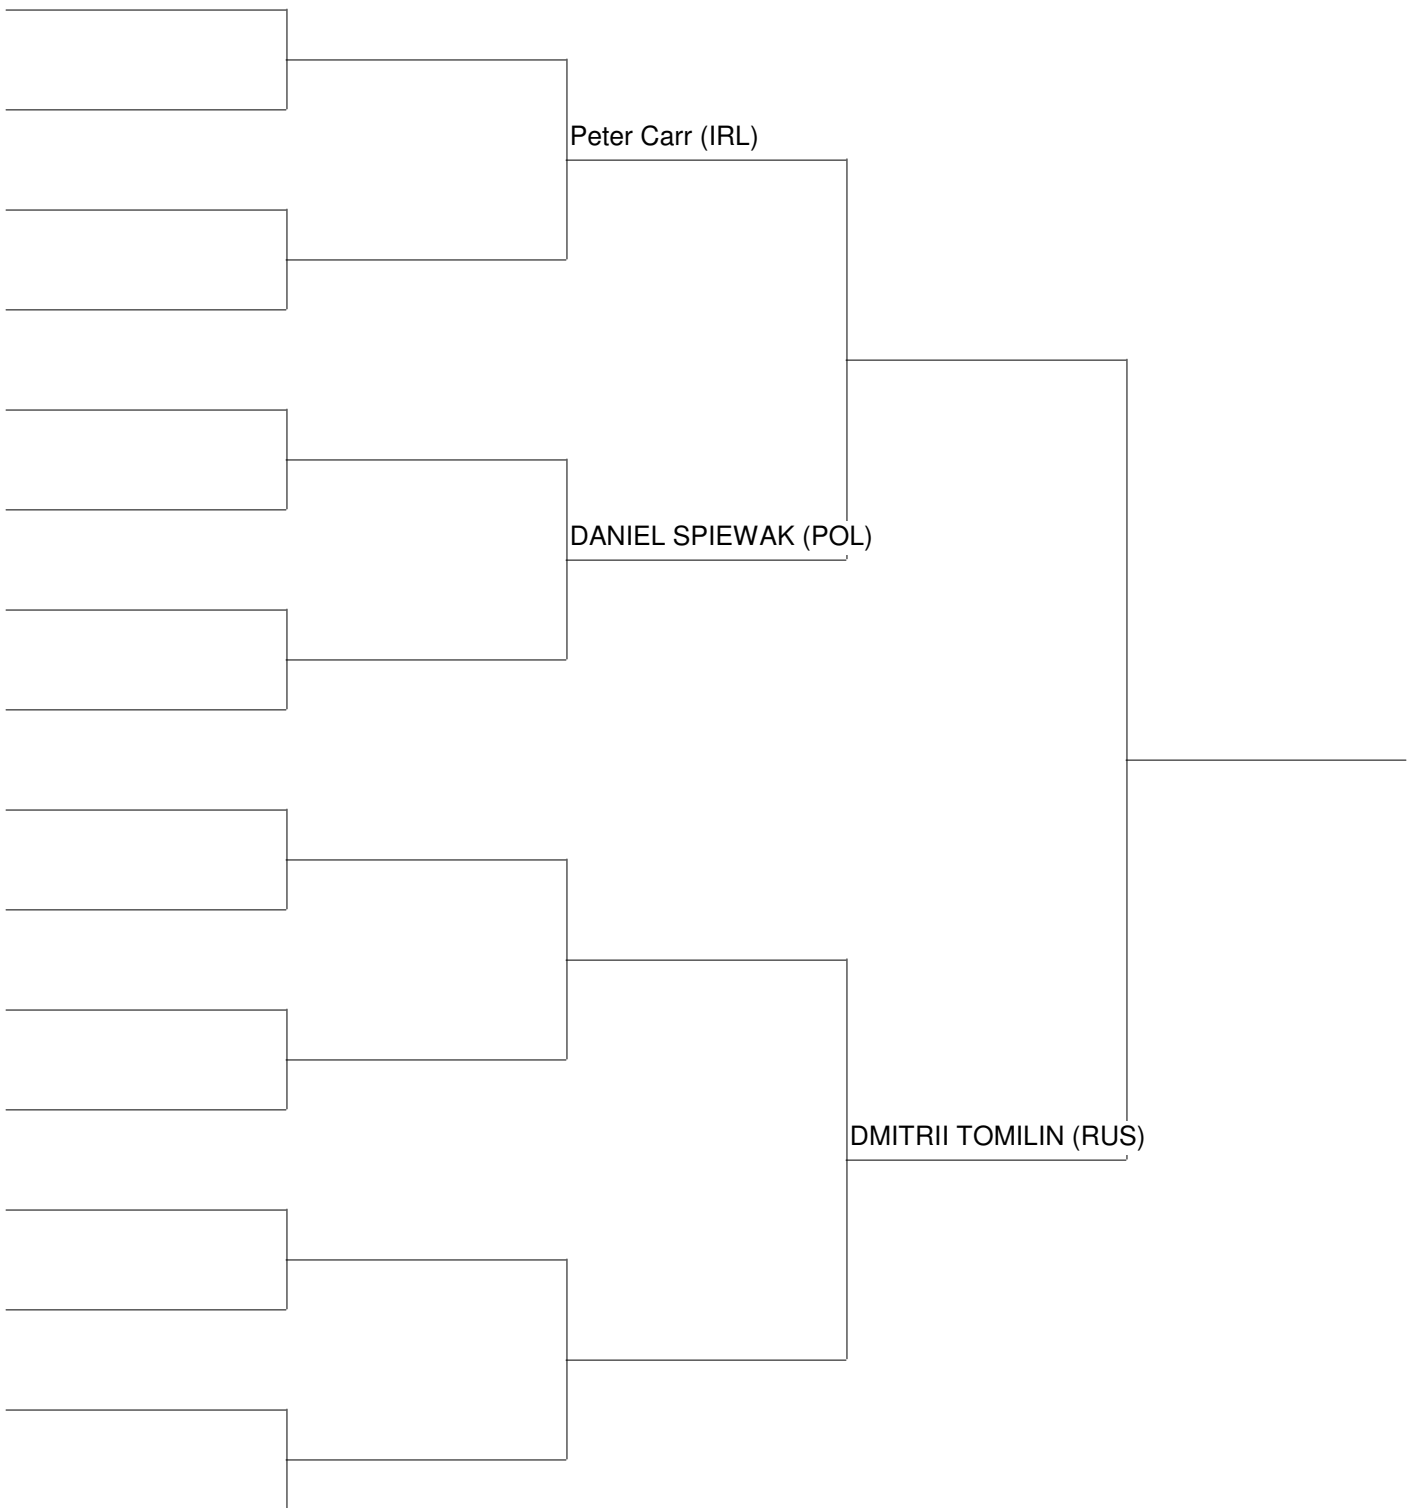 Peter Carr (IRL)
DANIEL SPIEWAK (POL)
DMITRII TOMILIN (RUS)